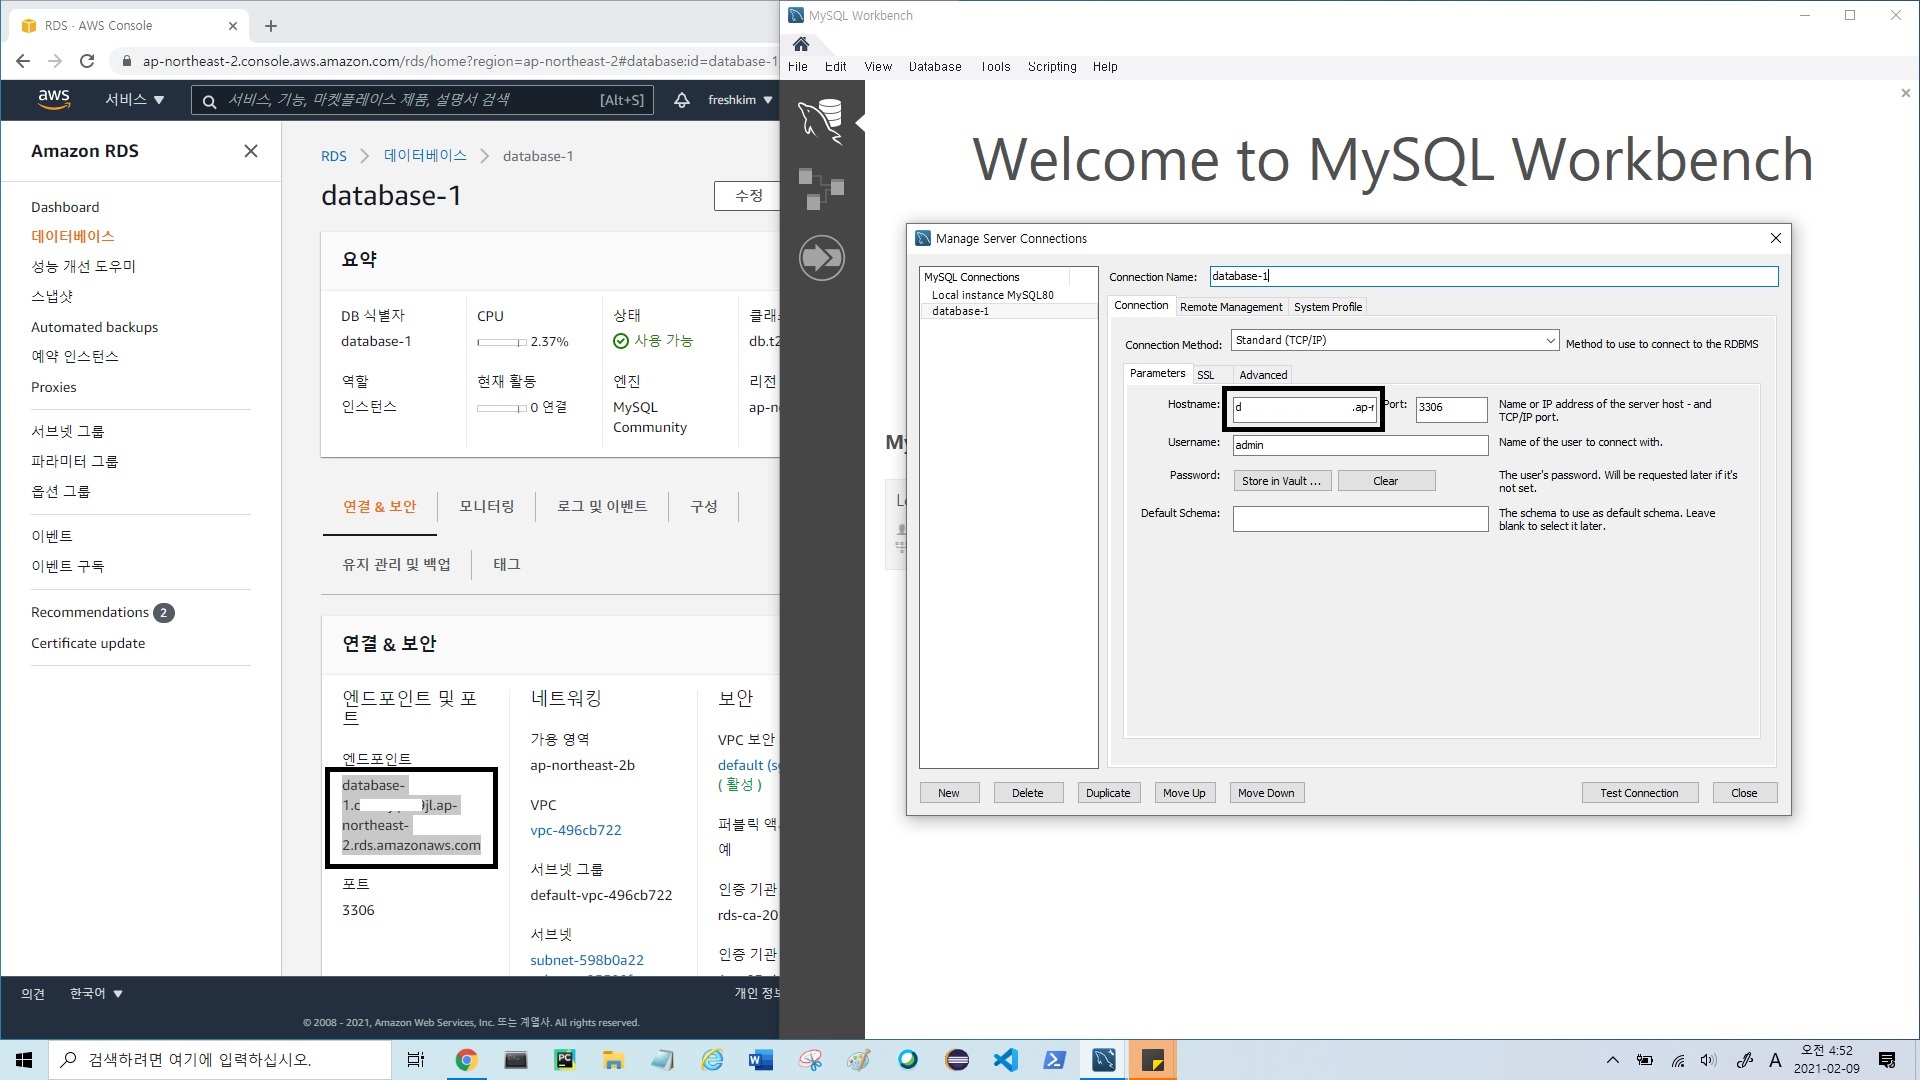 RDS · AWS Console
ap-northeast-2.console.aws.amazon.com/rds/home?region=ap-northeast-2#database:id=database-1
aws
서비스
서비스, 기능, 마켓플레이스 제품, 설명서 검색
[Alt+S]
freshkim
Amazon RDS
Dashboard
데이터베이스
성능 개선 도우미
스냅샷
Automated backups
예약 인스턴스
Proxies
서브넷 그룹
파라미터 그룹
옵션 그룹
이벤트
이벤트 구독
Recommendations 2
Certificate update
RDS
데이터베이스
database-1
database-1
수정
요약
DB 식별자
database-1
CPU
2.37%
상태
사용 가능
db.t2
역할
인스턴스
현재 활동
0 연결
엔진
MySQL
Community
리전
연결 & 보안
모니터링
로그 및 이벤트
구성
유지 관리 및 백업
태그
연결 & 보안
엔드포인트 및 포
트
엔드포인트
database-
1.c 9jl.ap-
northeast-
2.rds.amazonaws.com
포트
3306
네트워킹
가용 영역
ap-northeast-2b
VPC
vpc-496cb722
서브넷 그룹
default-vpc-496cb722
서브넷
subnet-598b0a22
보안
VPC 보안
default
( 활성 )
퍼블릭
예
인증 기관
rds-ca-20
인증 기관
의견
한국어
개인
© 2008 - 2021, Amazon Web Services, Inc. 또는 계열사. All rights reserved.
MySQL Workbench
File Edit View Database Tools Scripting Help
Welcome to MySQL Workbench
My
Manage Server Connections
MySQL Connections
Local instance MySQL80
database-1
Connection Name:
database-1
Connection
Remote Management
System Profile
Connection Method:
Standard (TCP/IP)
Method to use to connect to the RDBMS
Parameters
SSL
Advanced
Hostname:
d .ap-
Port:
3306
Name or IP address of the server host - and
TCP/IP port.
Username:
admin
Name of the user to connect with.
Password:
Store in Vault ...
Clear
The user's password. Will be requested later if it's
not set.
Default Schema:
The schema to use as default schema. Leave
blank to select it later.
New
Delete
Duplicate
Move Up
Move Down
Test Connection
Close
검색하려면 여기에 입력하십시오.
A
오전 4:52
2021-02-09